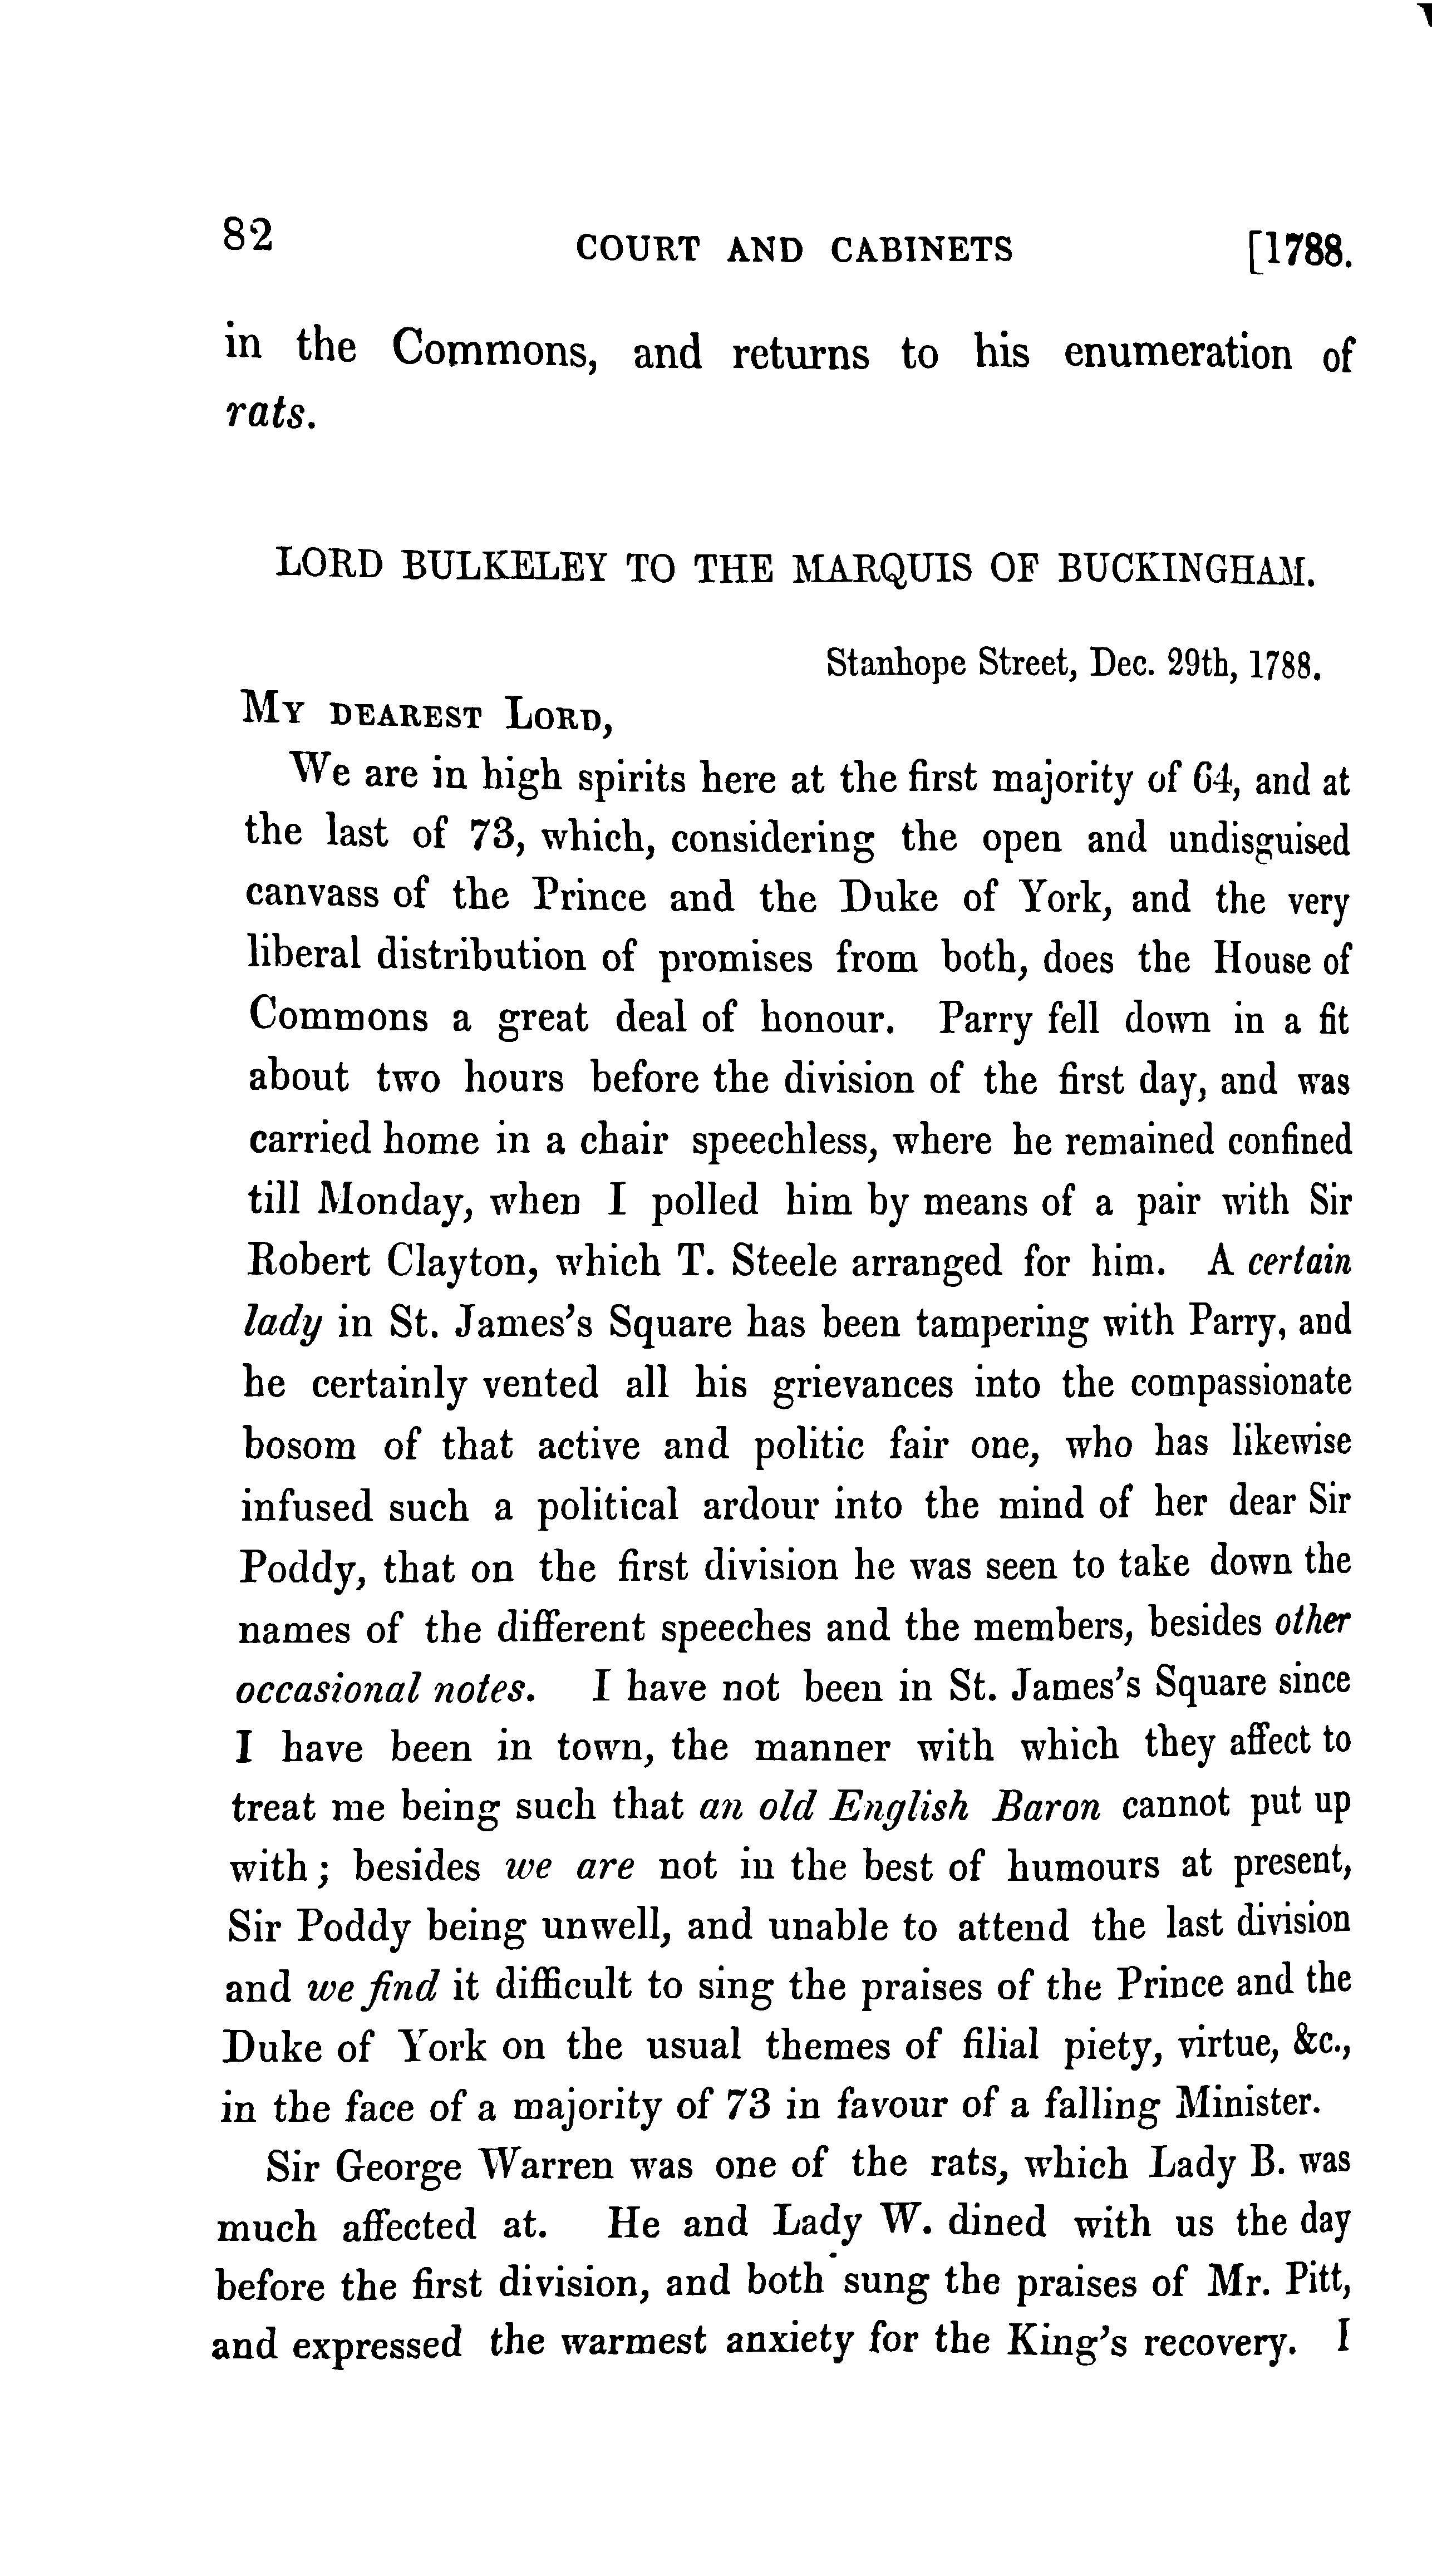 82 COURT AND CABINETS [1788.
in the Commons, and returns to his enumeration of
rats.
LORD BULKELEY TO THE MARQUIS OF BUCKINGHAM.
Stanhope Street, Dec. 29th, 1788.
MY DEAREST LORD,
We are in high spirits here at the first majority of 64, and at
the last of 73, which, considering the open and undisguised
canvass of the Prince and the Duke of York, and the very
liberal distribution of promises from both, does the House of
Commons a great deal of honour. Parry fell down in a fit
about two hours before the division of the first day, and was
carried home in a chair speechless, where he remained confined
till Monday, when I polled him by means of a pair with Sir
Robert Clayton, which T. Steele arranged for him. A certain
lady in St. James's Square has been tampering with Parry, and
he certainly vented all his grievances into the compassionate
bosom of that active and politic fair one, who has likewise
infused such a political ardour into the mind of her dear Sir
Poddy, that on the first division he was seen to take down the
names of the different speeches and the members, besides other
occasional notes. I have not been in St. James's Square since
I have been in town, the manner with which they affect to
treat me being such that an old English Baron cannot put up
with; besides we are not in the best of humours at present,
Sir Poddy being unwell, and unable to attend the last division
and we find it difficult to sing the praises of the Prince and the
Duke of York on the usual themes of filial piety, virtue, &c.,
in the face of a majority of 73 in favour of a falling Minister.
Sir George Warren was one of the rats, which Lady B. was
much affected at. He and Lady W. dined with us the day
before the first division, and both sung the praises of Mr. Pitt,
and expressed the warmest anxiety for the King's recovery. I